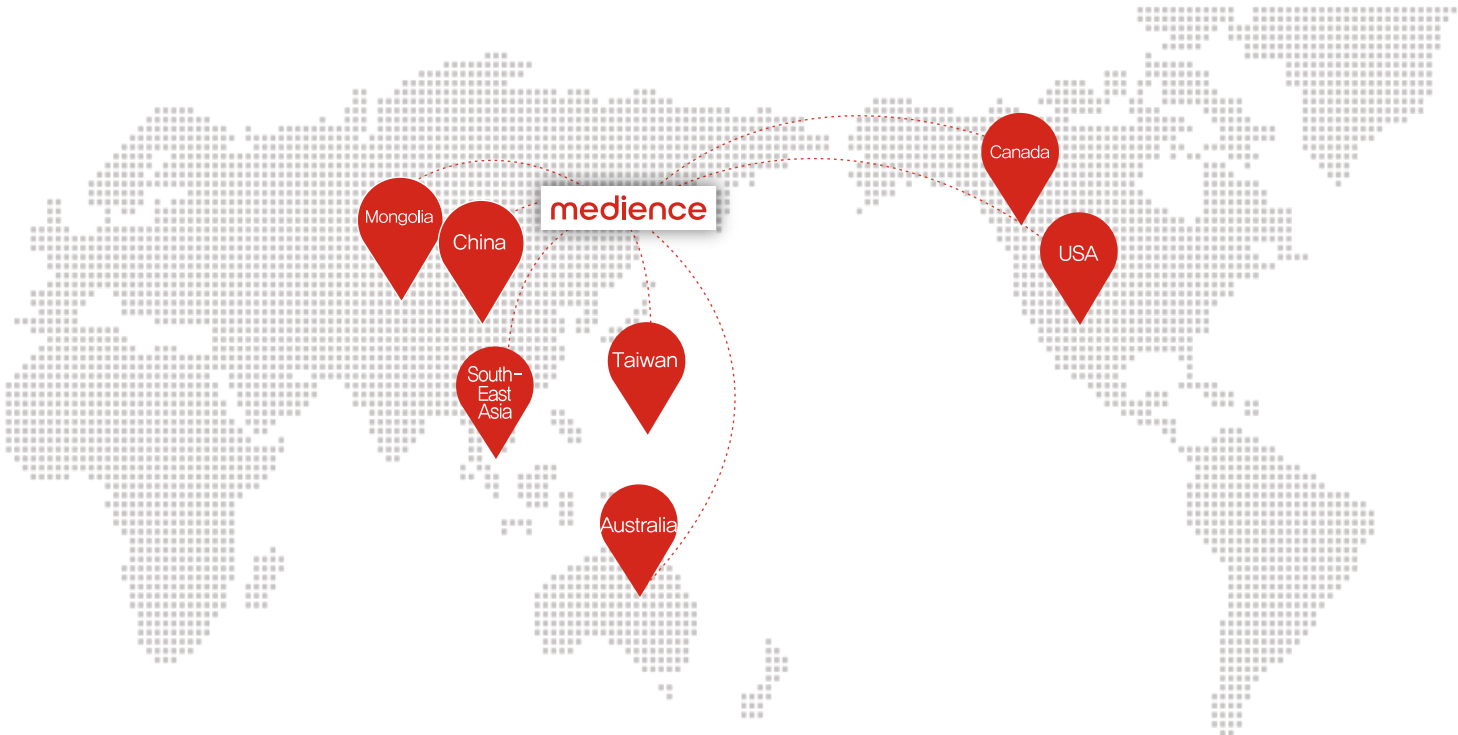 Canada
medience
Mongolia
China
USA
Taiwan
South-
East
Asia
Australia